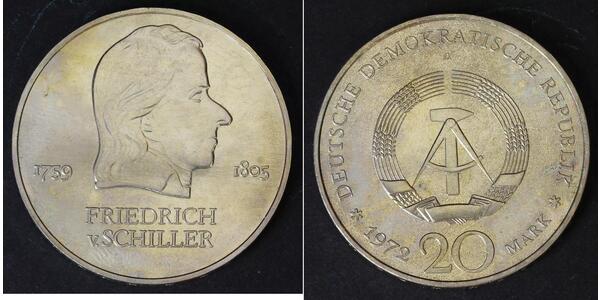 1759 1805
FRIEDRICH
v. SCHILLER
DEUTSCHE DEMOKRATISCHE REPUBLIK
* 1972 20 MARK *